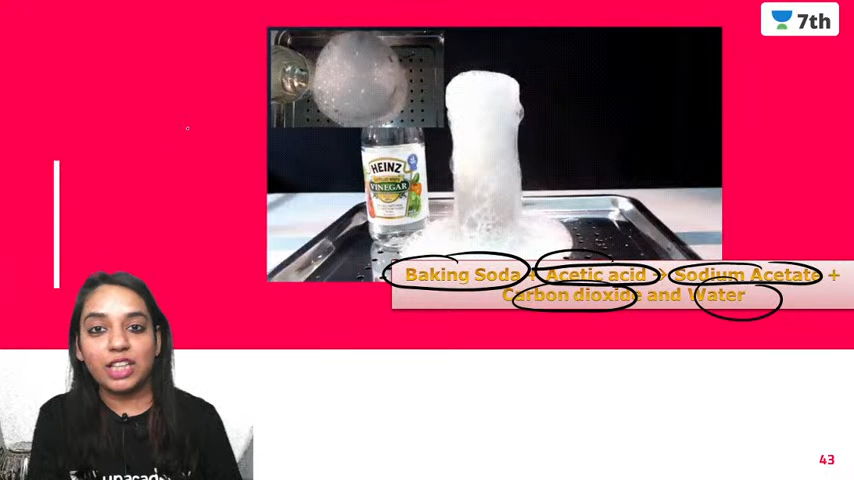 7th
HEINZ
VINEGAR
Baking Soda + Acetic acid -> Sodium Acetate +
Carbon dioxide and Water
43